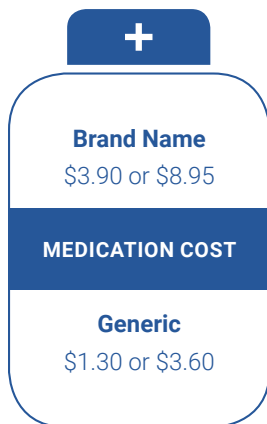 Brand Name
$3.90 or $8.95
MEDICATION COST
Generic
$1.30 or $3.60